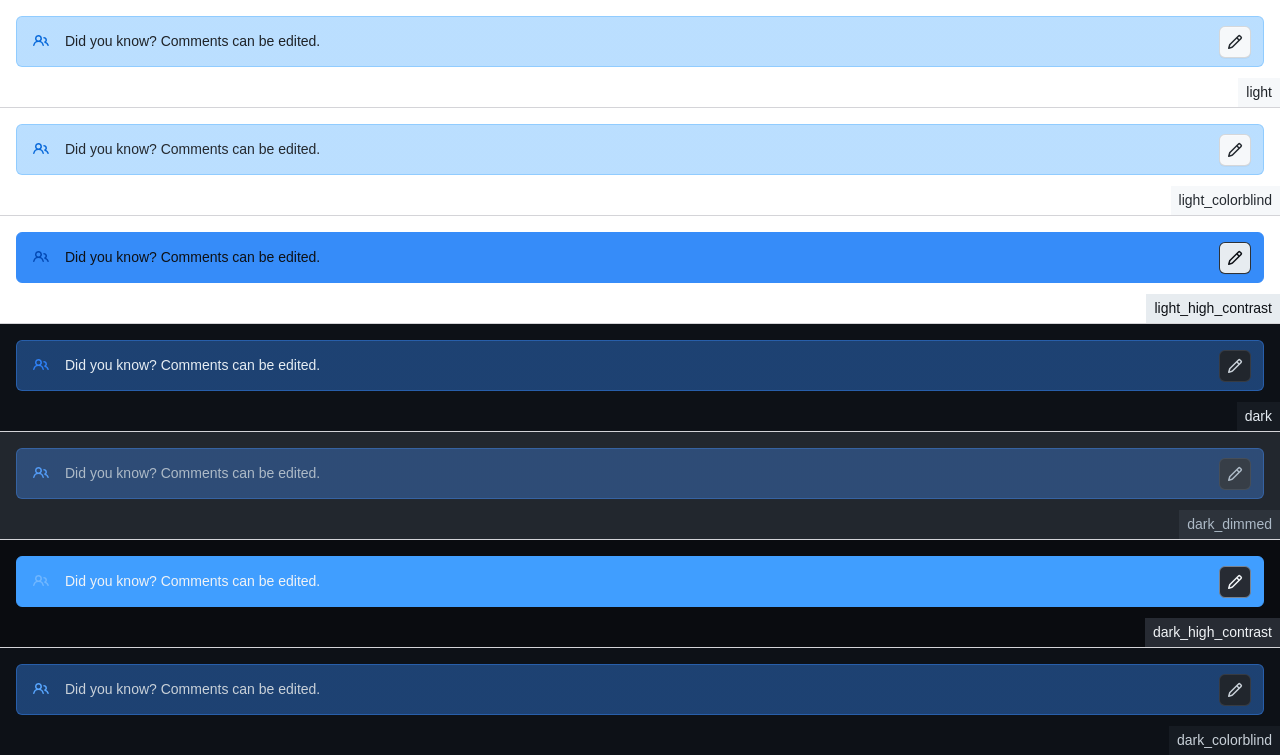 Did you know? Comments can be edited.
light
Did you know? Comments can be edited.
light_colorblind
Did you know? Comments can be edited.
light_high_contrast
Did you know? Comments can be edited.
dark
Did you know? Comments can be edited.
dark_dimmed
Did you know? Comments can be edited.
dark_high_contrast
Did you know? Comments can be edited.
dark_colorblind